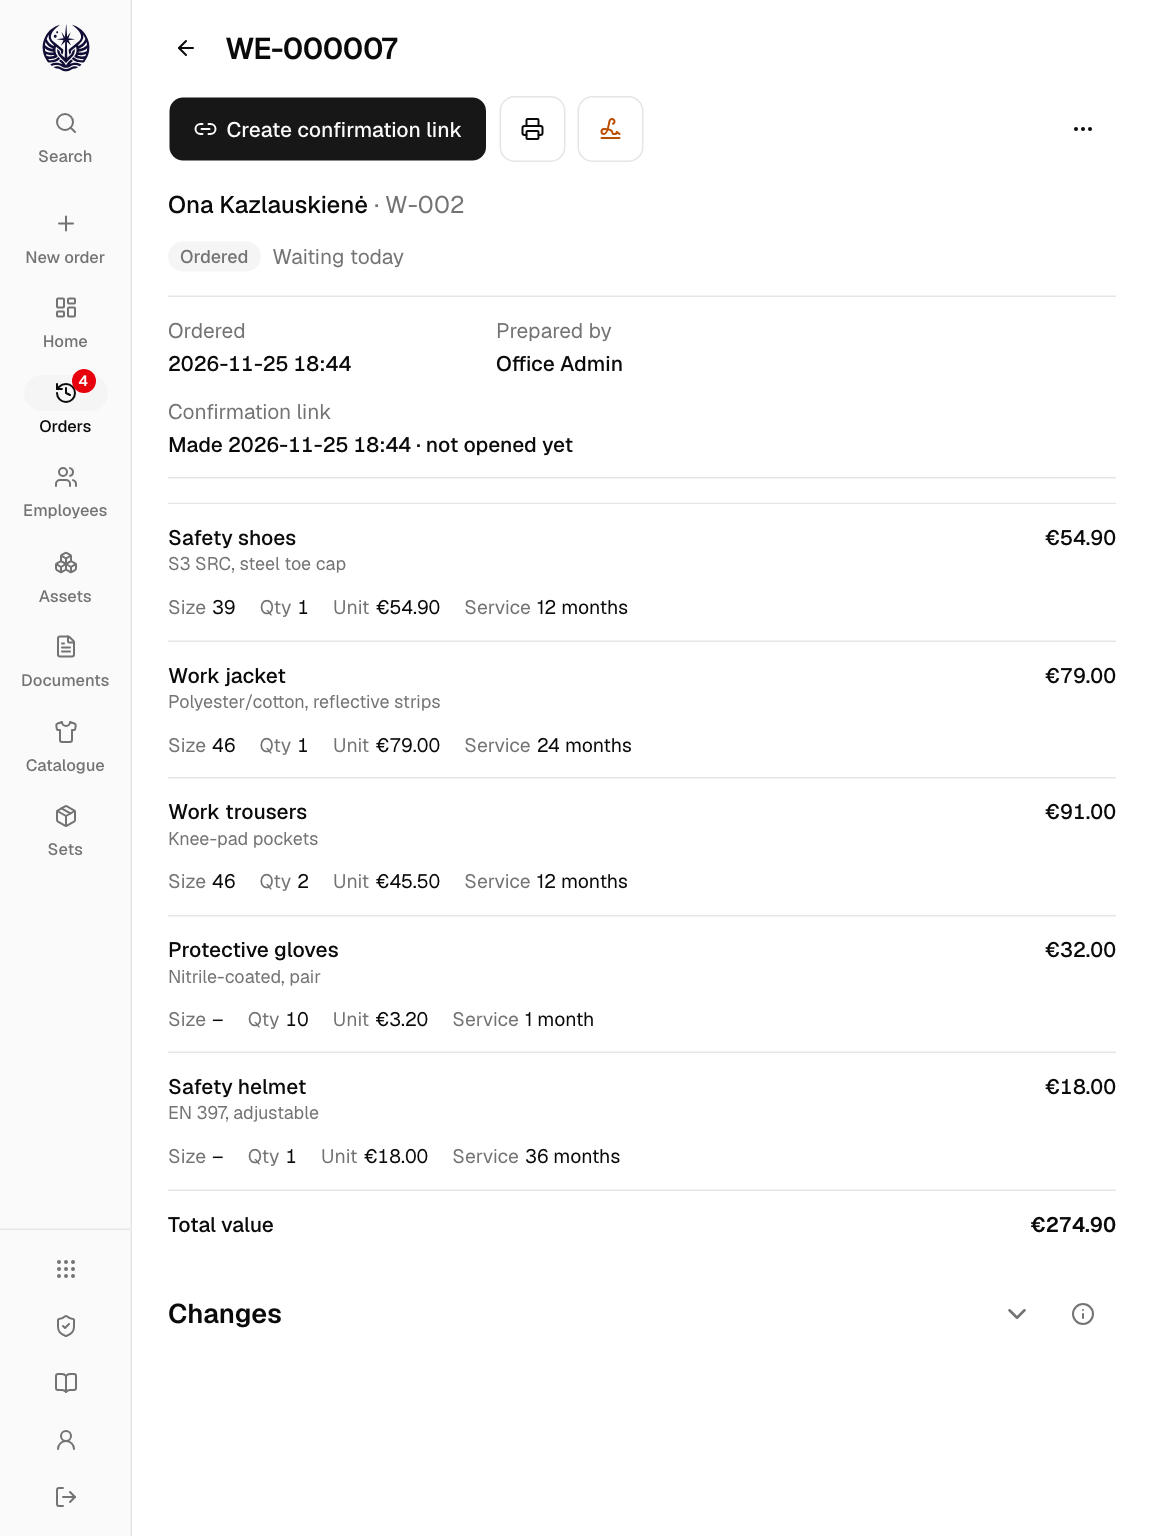 WE-000007
Create confirmation link
Search
Ona Kazlauskienė · W-002
New order
Ordered Waiting today
Home
Ordered Prepared by
2026-11-25 18:44 Office Admin
4
Orders
Confirmation link
Made 2026-11-25 18:44 · not opened yet
Employees
Safety shoes €54.90
S3 SRC, steel toe cap
Size 39 Qty 1 Unit €54.90 Service 12 months
Assets
Work jacket €79.00
Polyester/cotton, reflective strips
Size 46 Qty 1 Unit €79.00 Service 24 months
Documents
Catalogue
Work trousers €91.00
Knee-pad pockets
Size 46 Qty 2 Unit €45.50 Service 12 months
Sets
Protective gloves €32.00
Nitrile-coated, pair
Size – Qty 10 Unit €3.20 Service 1 month
Safety helmet €18.00
EN 397, adjustable
Size – Qty 1 Unit €18.00 Service 36 months
Total value €274.90
Changes